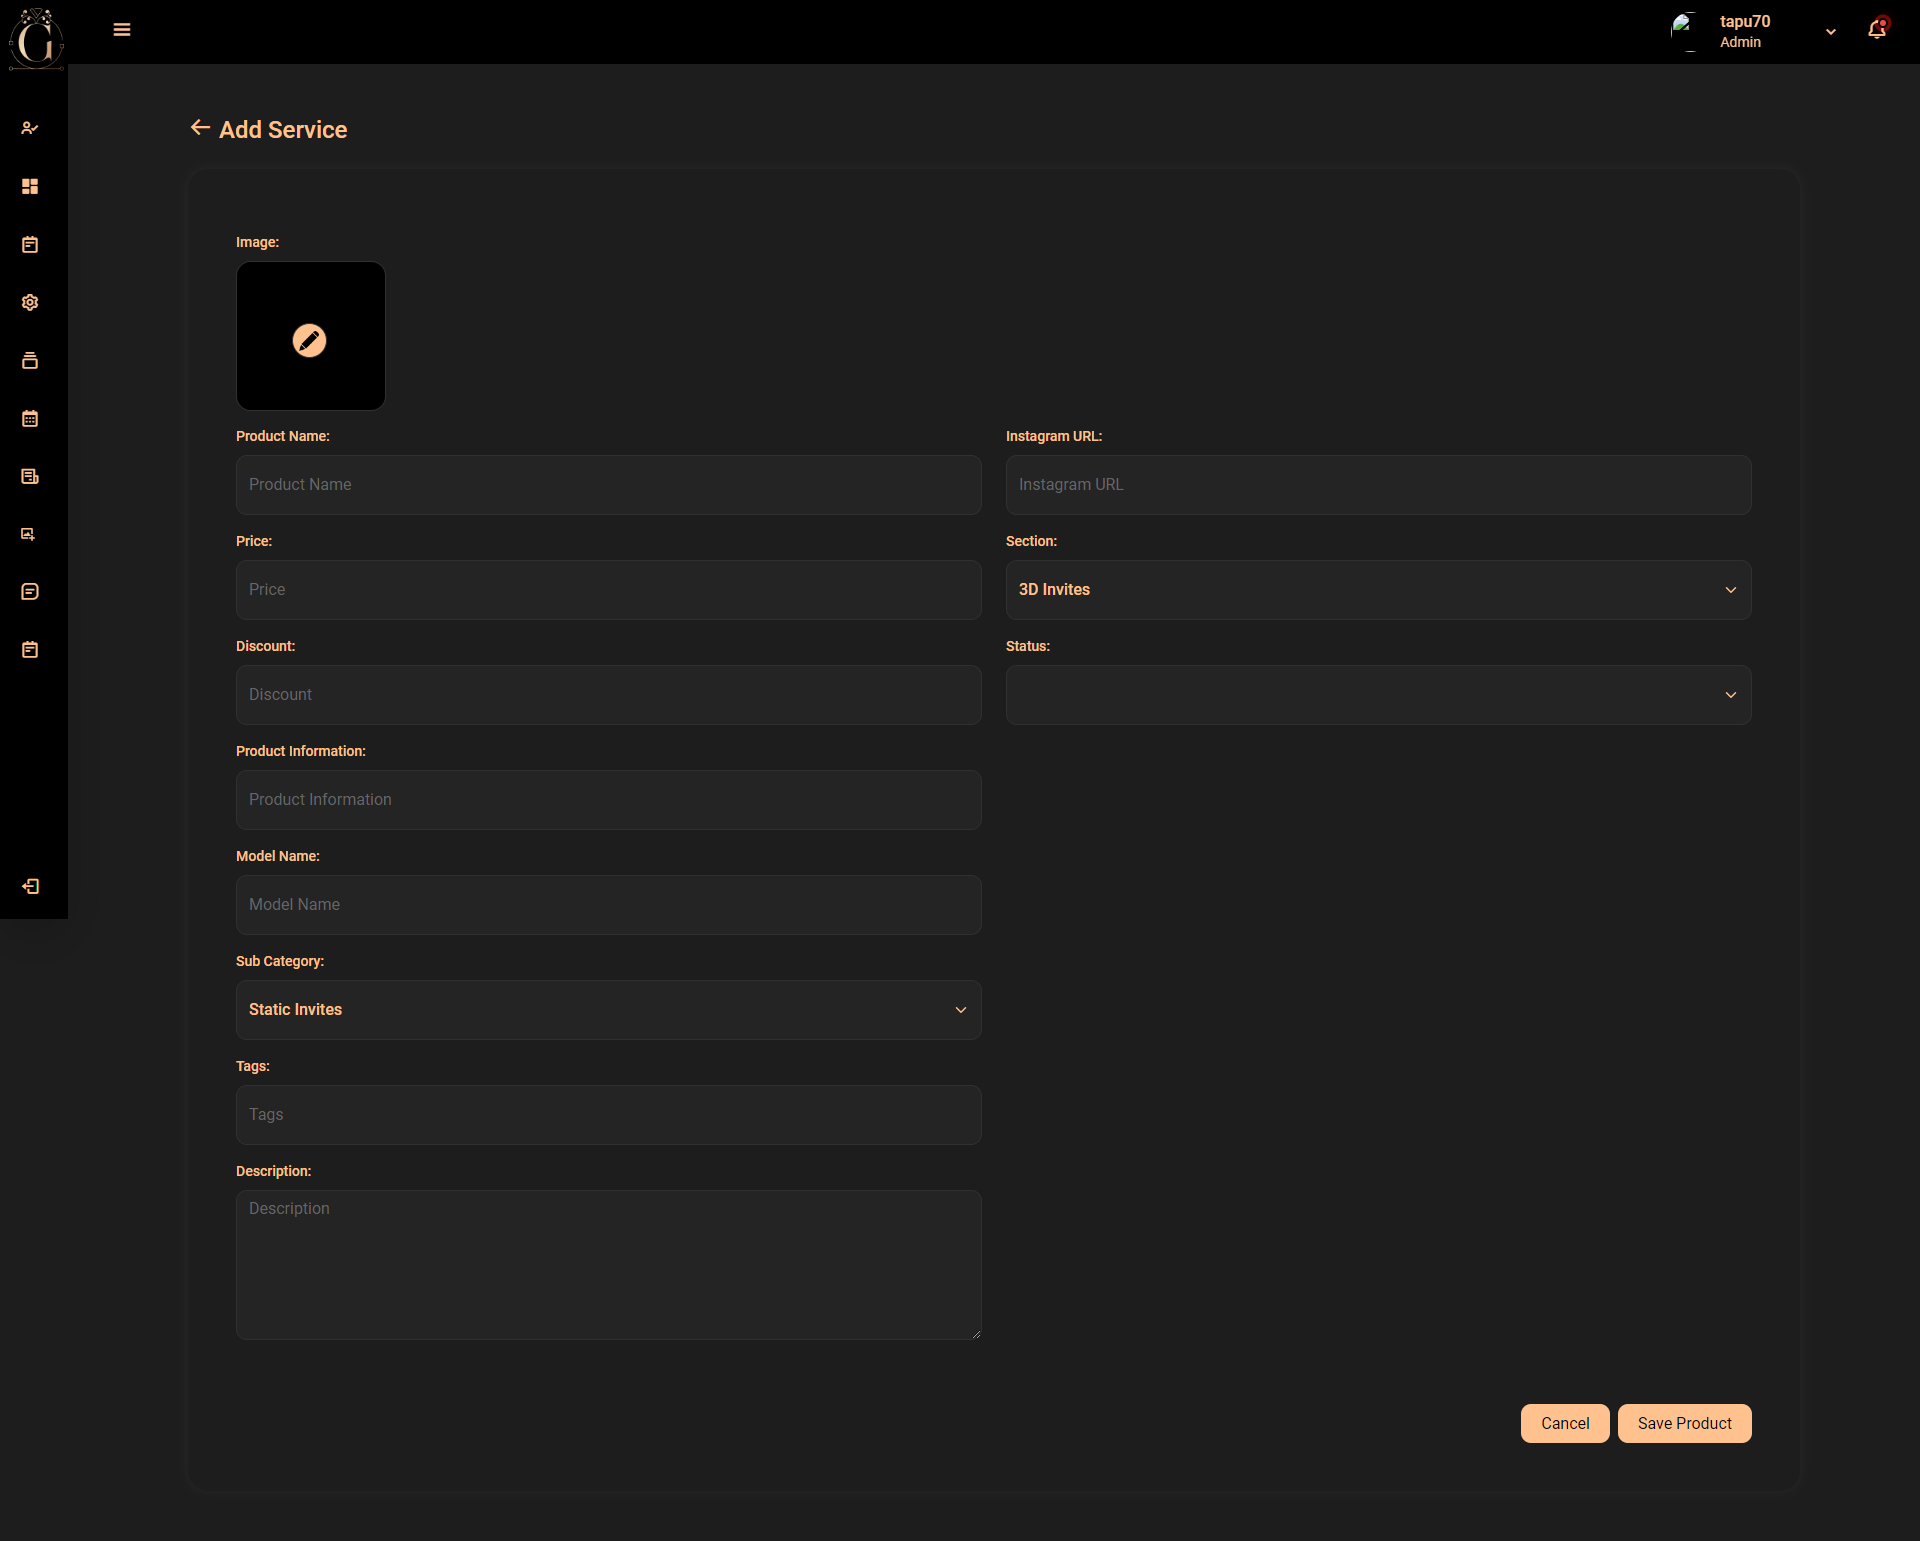 G
tapu70
Admin
Add Service
Image:
Product Name:
Product Name
Instagram URL:
Instagram URL
Price:
Price
Section:
3D Invites
Discount:
Discount
Status:
Product Information:
Product Information
Model Name:
Model Name
Sub Category:
Static Invites
Tags:
Tags
Description:
Description
Cancel
Save Product